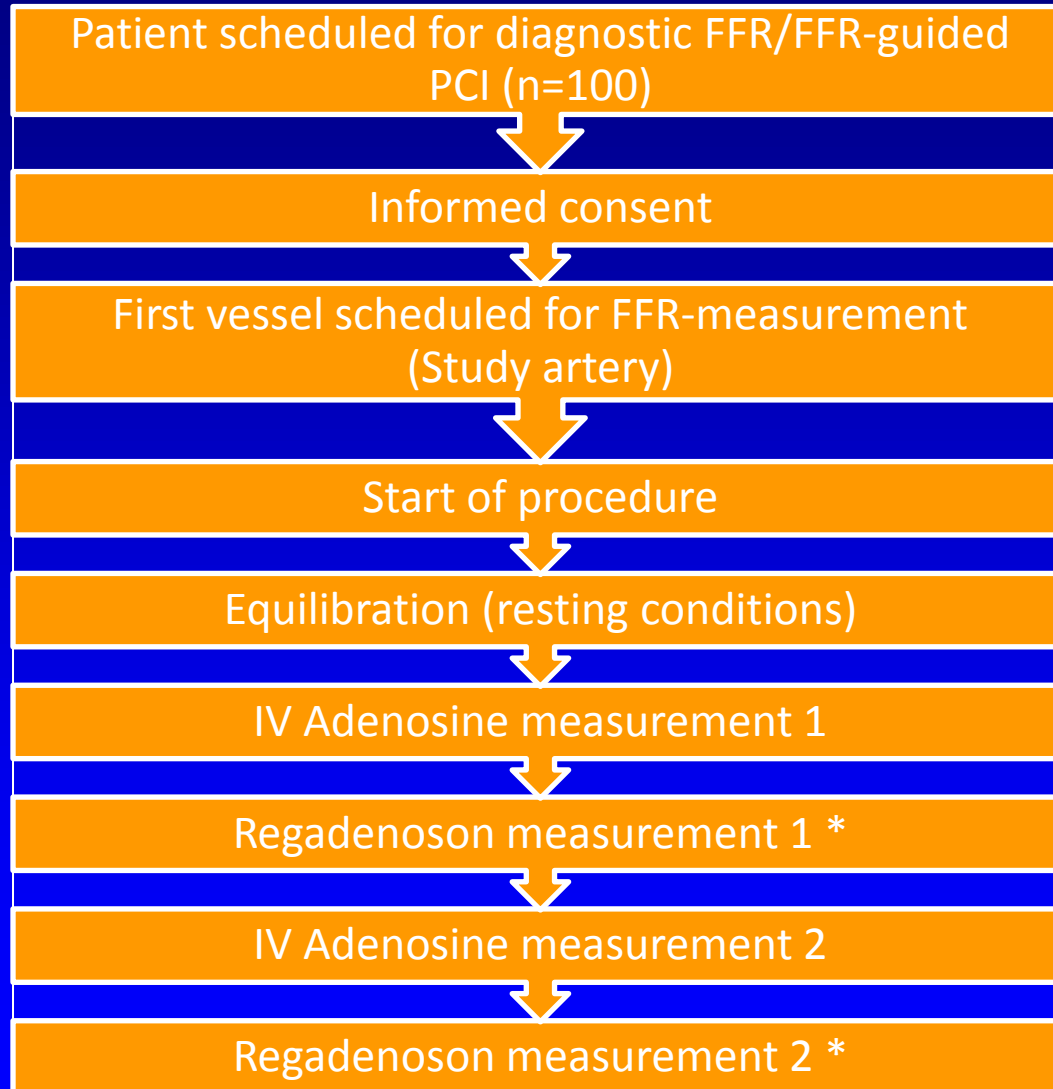 Patient scheduled for diagnostic FFR/FFR-guided
PCI (n=100)
Informed consent
First vessel scheduled for FFR-measurement
(Study artery)
Start of procedure
Equilibration (resting conditions)
IV Adenosine measurement 1
Regadenoson measurement 1 *
IV Adenosine measurement 2
Regadenoson measurement 2 *